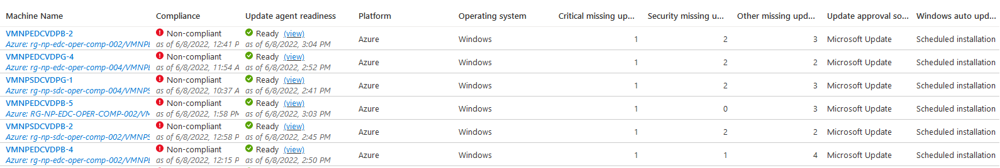 Machine Name Compliance Update agent readiness Platform Operating system Critical missing up... Security missing u... Other missing upd... Update approval so... Windows auto upd...
VMNPEDCVDPB-2 Non-compliant Ready (view) Azure Windows 1 2 3 Microsoft Update Scheduled installation
Azure: rg-np-edc-oper-comp-002/VMNPE as of 6/8/2022, 12:41 P as of 6/8/2022, 3:04 PM
VMNPEDCVDPG-4 Non-compliant Ready (view) Azure Windows 1 2 2 Microsoft Update Scheduled installation
Azure: rg-np-edc-oper-comp-004/VMNPE as of 6/8/2022, 11:54 A as of 6/8/2022, 2:52 PM
VMNPSDCVDPG-1 Non-compliant Ready (view) Azure Windows 1 2 3 Microsoft Update Scheduled installation
Azure: rg-np-sdc-oper-comp-004/VMNPS as of 6/8/2022, 10:37 A as of 6/8/2022, 2:41 PM
VMNPEDCVDPB-5 Non-compliant Ready (view) Azure Windows 1 0 3 Microsoft Update Scheduled installation
Azure: RG-NP-EDC-OPER-COMP-002/VM as of 6/8/2022, 1:58 PM as of 6/8/2022, 3:03 PM
VMNPSDCVDPB-2 Non-compliant Ready (view) Azure Windows 1 2 2 Microsoft Update Scheduled installation
Azure: rg-np-sdc-oper-comp-002/VMNPS as of 6/8/2022, 12:58 P as of 6/8/2022, 2:45 PM
VMNPEDCVDPB-4 Non-compliant Ready (view) Azure Windows 1 1 4 Microsoft Update Scheduled installation
Azure: rg-np-edc-oper-comp-002/VMNPE as of 6/8/2022, 12:15 P as of 6/8/2022, 2:50 PM